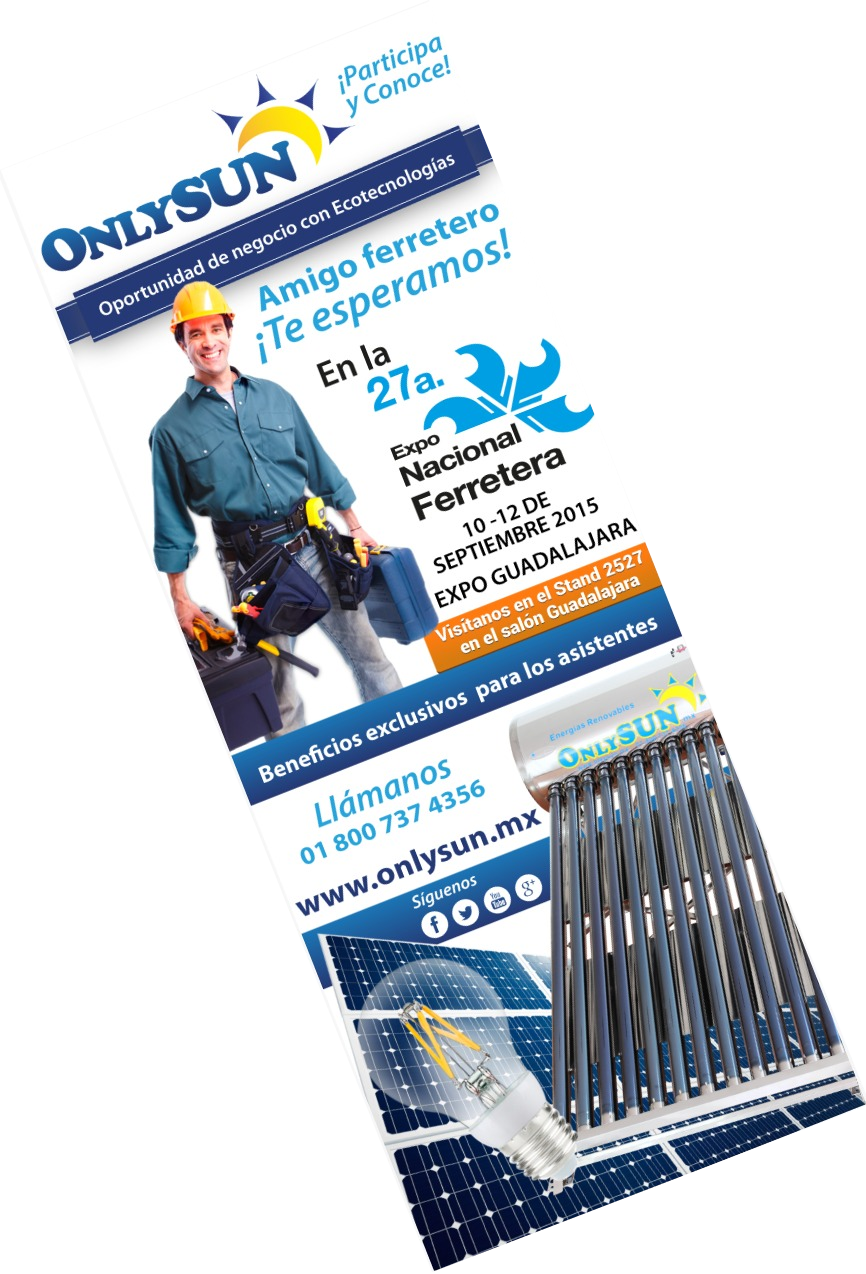 ¡Participa
y Conoce!
ONLYSUN
Oportunidad de negocio con Ecotecnologías
Amigo ferretero
¡Te esperamos!
En la
27a.
Expo
Nacional
Ferretera
10 -12 DE
SEPTIEMBRE 2015
EXPO GUADALAJARA
Visítanos en el Stand 2527
en el salón Guadalajara
Beneficios exclusivos para los asistentes
Energías Renovables
ONLYSUN
Llámanos
01 800 737 4356
www.onlysun.mx
Síguenos
f
You
Tube
g+